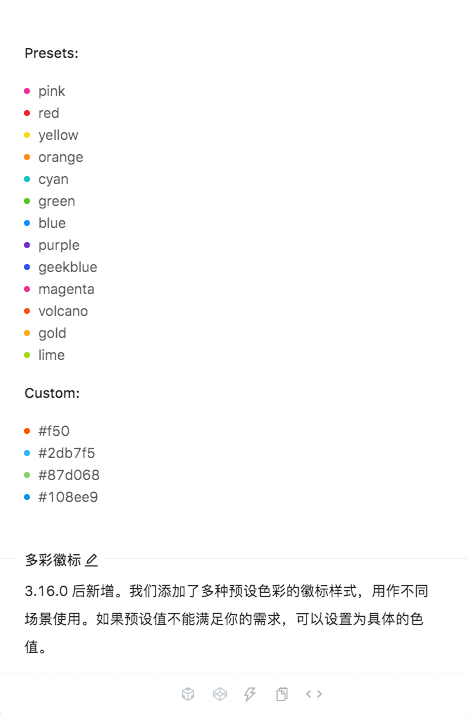 Presets:
pink
red
yellow
orange
cyan
green
blue
purple
geekblue
magenta
volcano
gold
lime
Custom:
#f50
#2db7f5
#87d068
#108ee9
多彩徽标
3.16.0 后新增。我们添加了多种预设色彩的徽标样式，用作不同
场景使用。如果预设值不能满足你的需求，可以设置为具体的色
值。